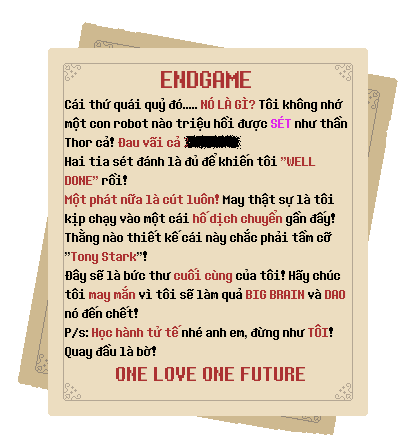 ENDGAME
Cái thứ quái quỷ đó..... NÓ LÀ GÌ? Tôi không nhớ
một con robot nào triệu hồi được SÉT như thần
Thor cả! Đau vãi cả
Hai tia sét đánh là đủ để khiến tôi "WELL
DONE" rồi!
Một phát nữa là cút luôn! May thật sự là tôi
kịp chạy vào một cái hố dịch chuyển gần đấy!
Thằng nào thiết kế cái này chắc phải tầm cỡ
"Tony Stark"!
Đây sẽ là bức thư cuối cùng của tôi! Hãy chúc
tôi may mắn vì tôi sẽ làm quả BIG BRAIN và DAO
nó đến chết!
P/s: Học hành tử tế nhé anh em, đừng như TÔI!
Quay đầu là bờ!
ONE LOVE ONE FUTURE